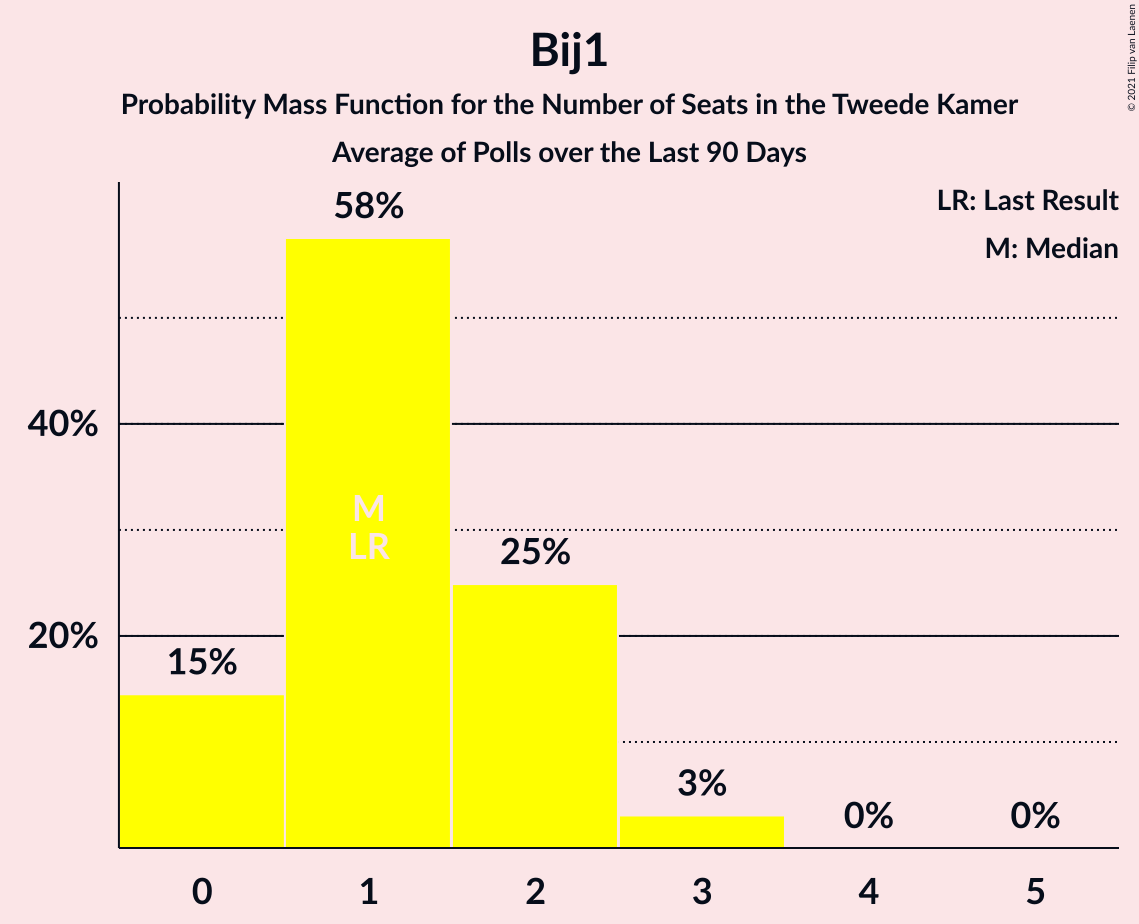 Bij1
Probability Mass Function for the Number of Seats in the Tweede Kamer
Average of Polls over the Last 90 Days
© 2021 Filip van Laenen
LR: Last Result
M: Median
58%
40%
M
LR
25%
20%
15%
3%
0%
0%
0
1
2
3
4
5